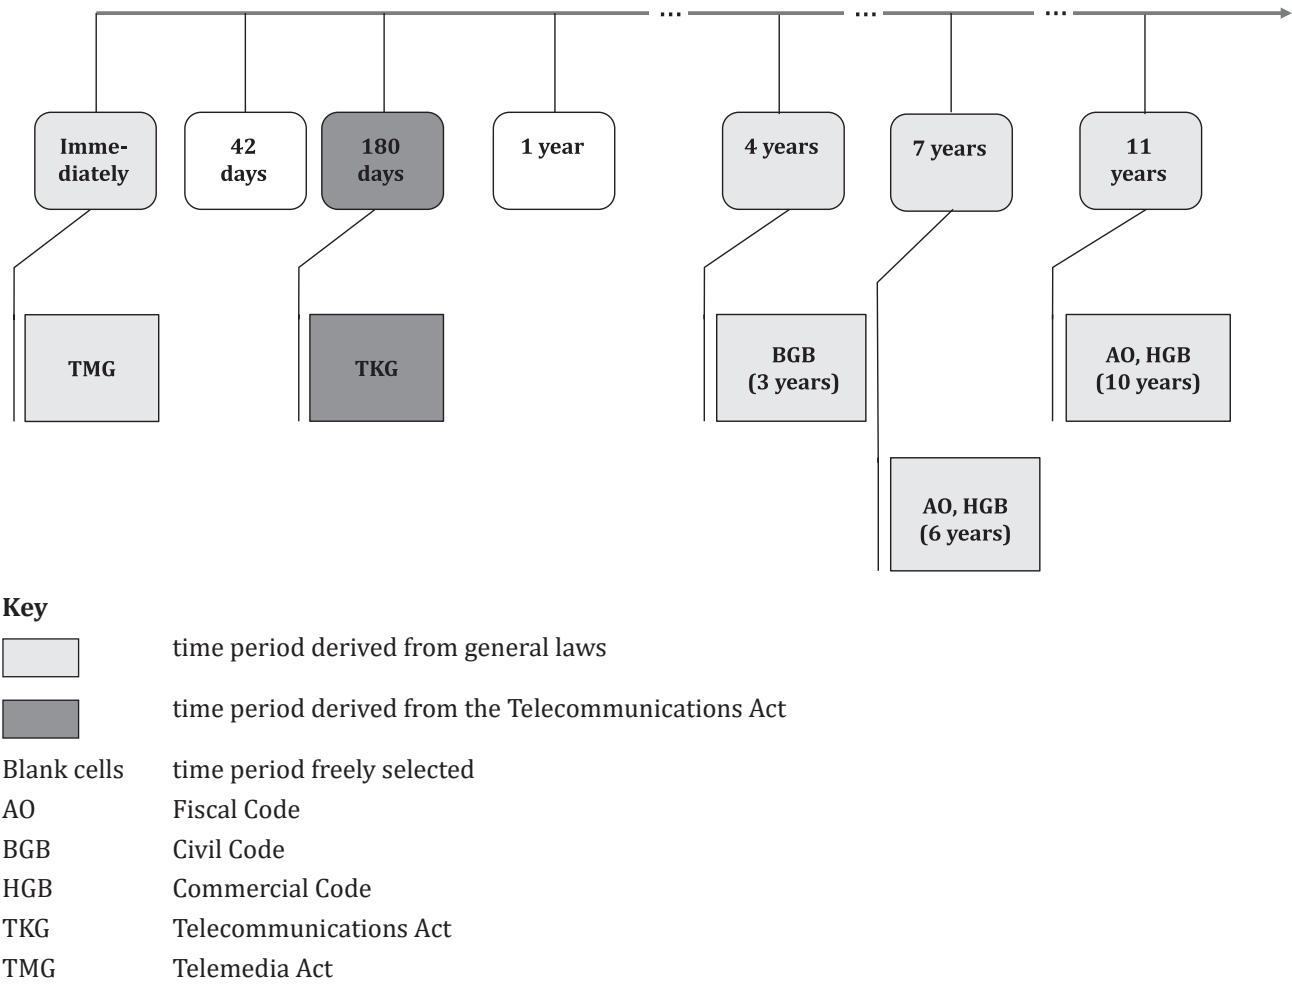 ...
...
...
Imme-
diately
42
days
180
days
1 year
4 years
7 years
11
years
TMG
TKG
BGB
(3 years)
AO, HGB
(10 years)
AO, HGB
(6 years)
Key
time period derived from general laws
time period derived from the Telecommunications Act
Blank cells time period freely selected
AO Fiscal Code
BGB Civil Code
HGB Commercial Code
TKG Telecommunications Act
TMG Telemedia Act